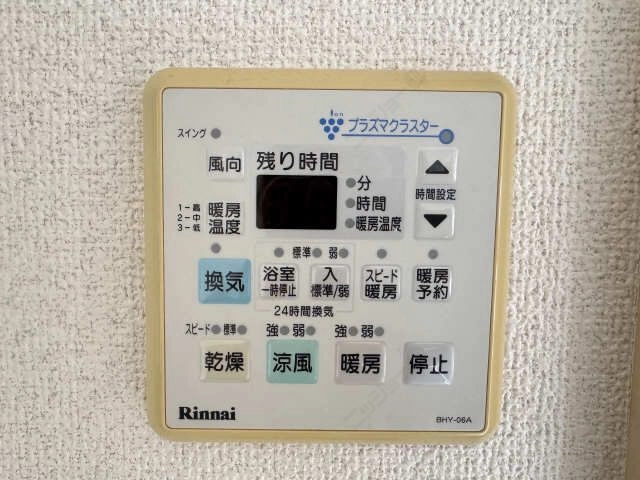 ion
プラズマクラスター
スイング
風向
残り時間
分
時間
暖房温度
時間設定
1－高
2－中
3－低
暖房
温度
標準 弱
換気
浴室
一時停止
入
標準/弱
スピード
暖房
暖房
予約
24時間換気
スピード 標準
強 弱
強 弱
乾燥
涼風
暖房
停止
Rinnai
BHY-06A